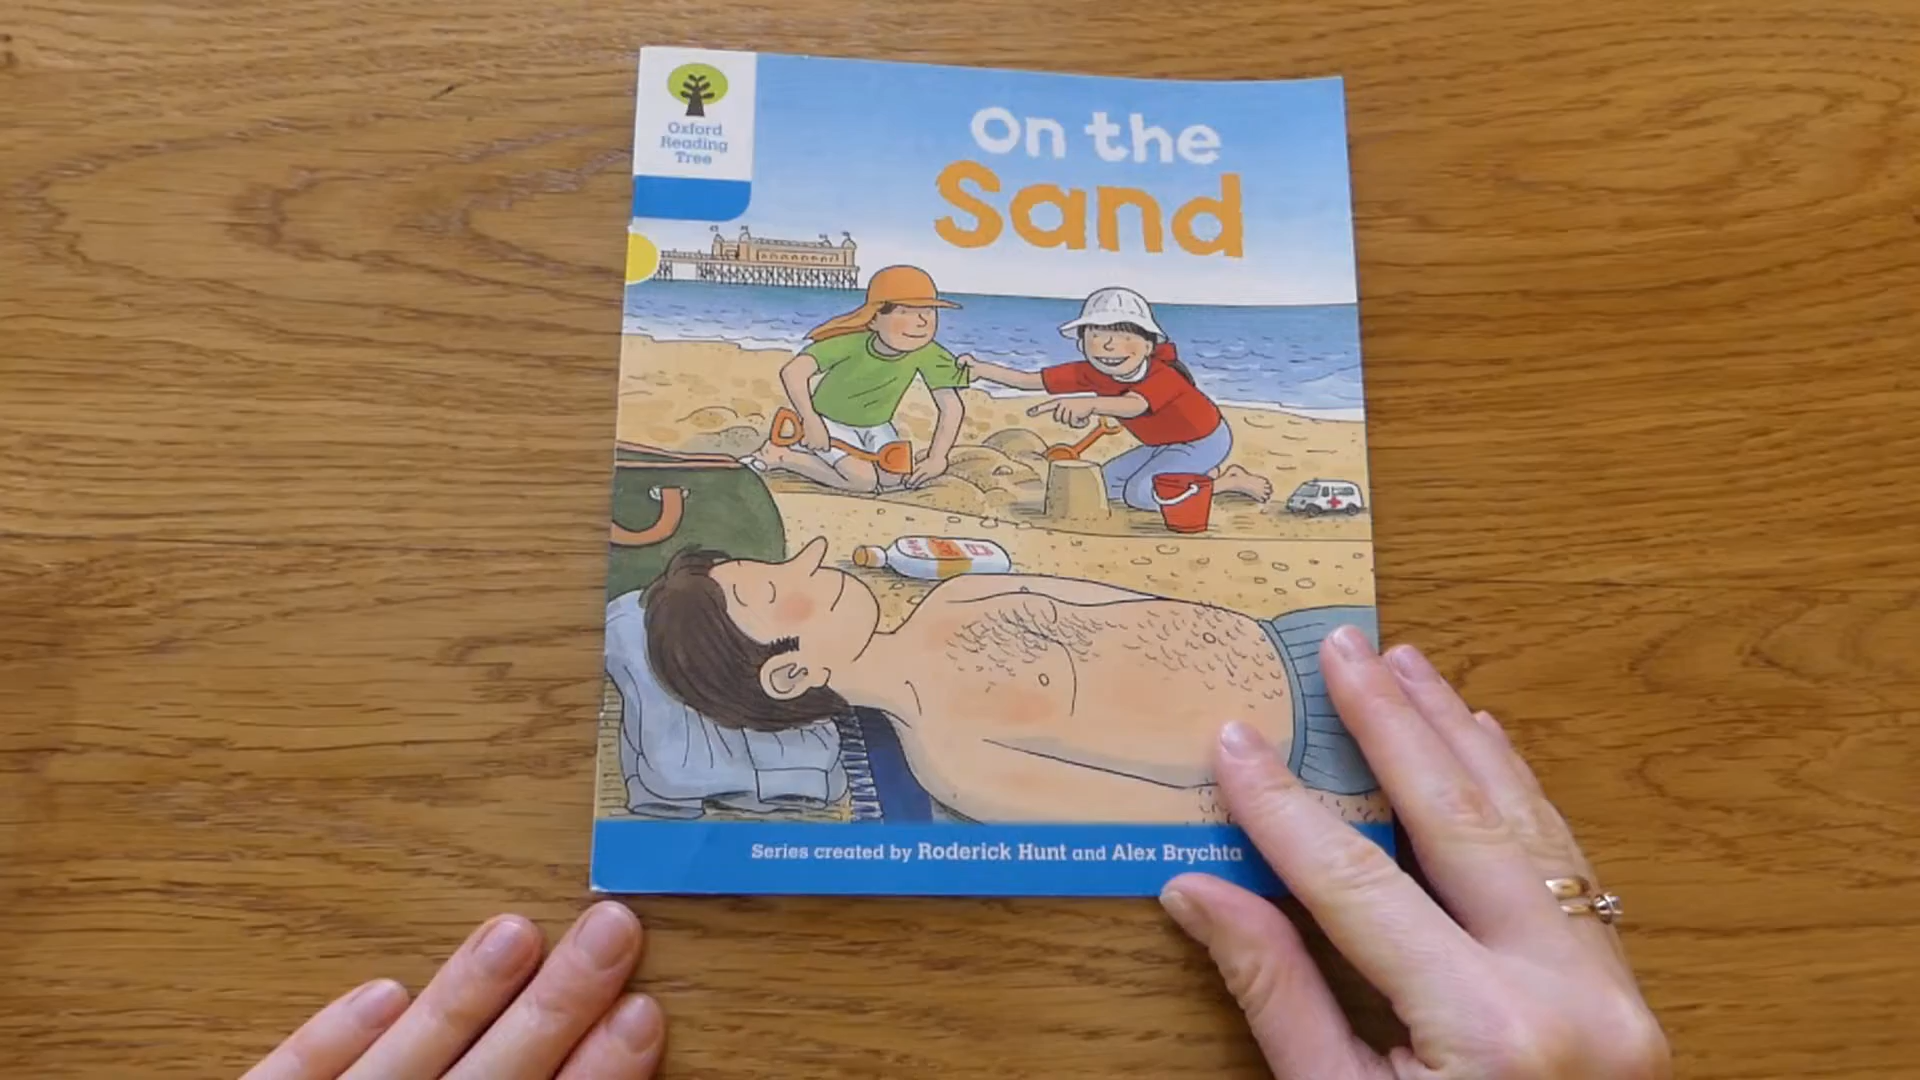 Oxford
Reading
Tree
On the
Sand
Series created by Roderick Hunt and Alex Brychta